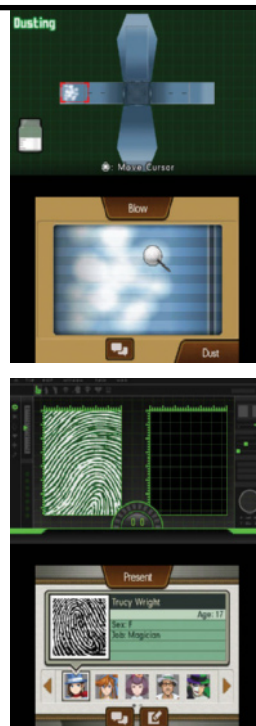 Dusting
: Move Cursor
Blow
Dust
Present
Trucy Wright
Age: 17
Sex: F
Job: Magician